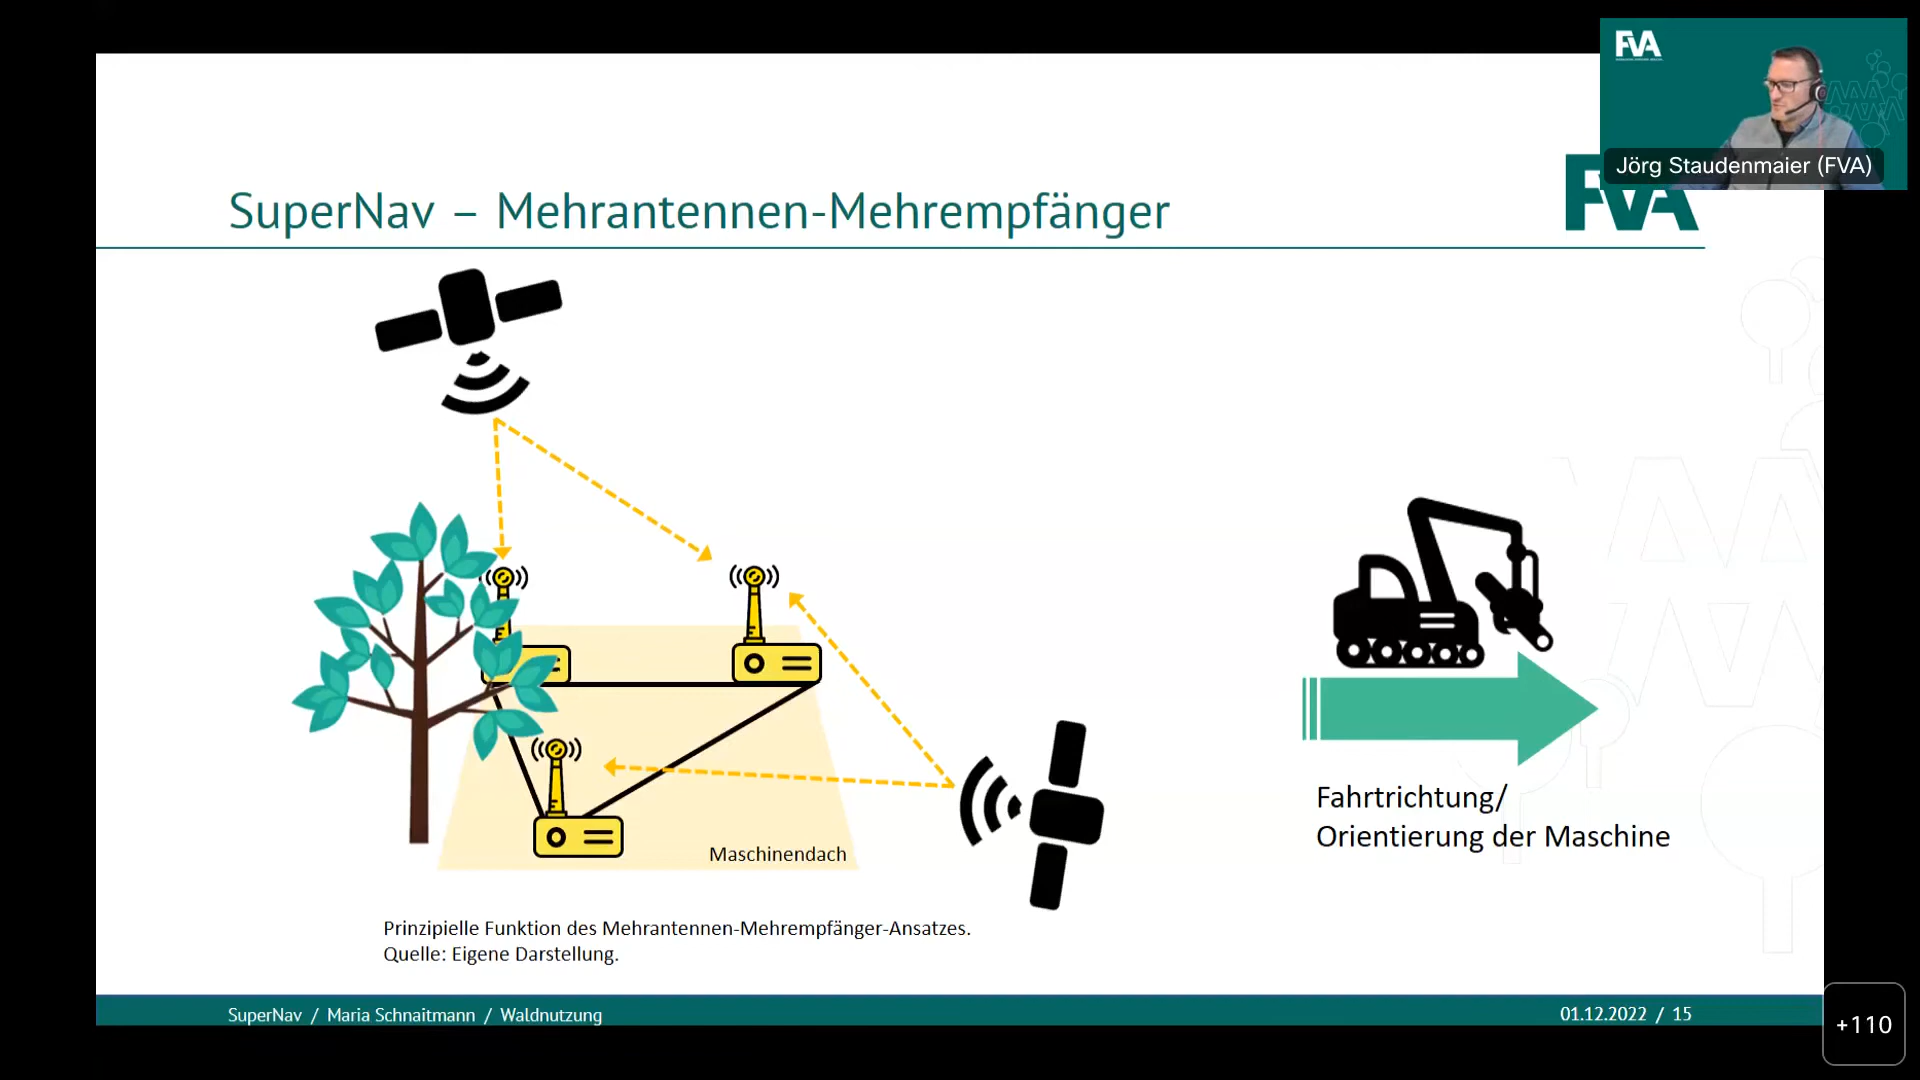 FVA
Jörg Staudenmaier (FVA)
FVA
SuperNav – Mehrantennen-Mehrempfänger
Maschinendach
Fahrtrichtung/
Orientierung der Maschine
Prinzipielle Funktion des Mehrantennen-Mehrempfänger-Ansatzes.
Quelle: Eigene Darstellung.
SuperNav / Maria Schnaitmann / Waldnutzung
01.12.2022 / 15
+110